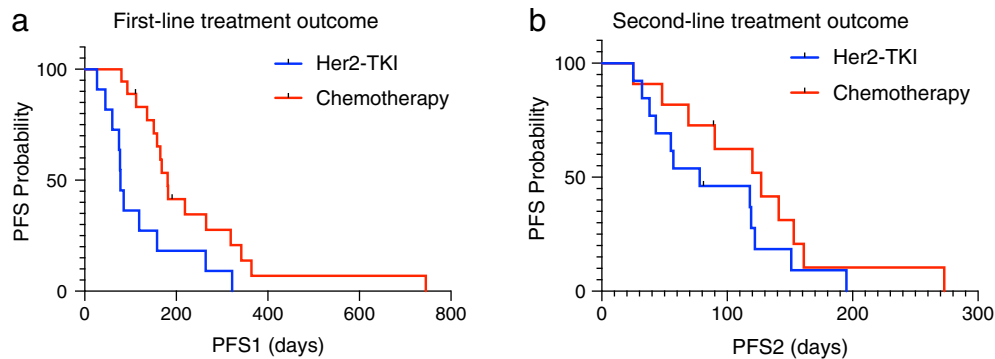 a
First-line treatment outcome
Her2-TKI
Chemotherapy
PFS Probability
100
50
0
0 200 400 600 800
PFS1 (days)
b
Second-line treatment outcome
Her2-TKI
Chemotherapy
PFS Probability
100
50
0
0 100 200 300
PFS2 (days)